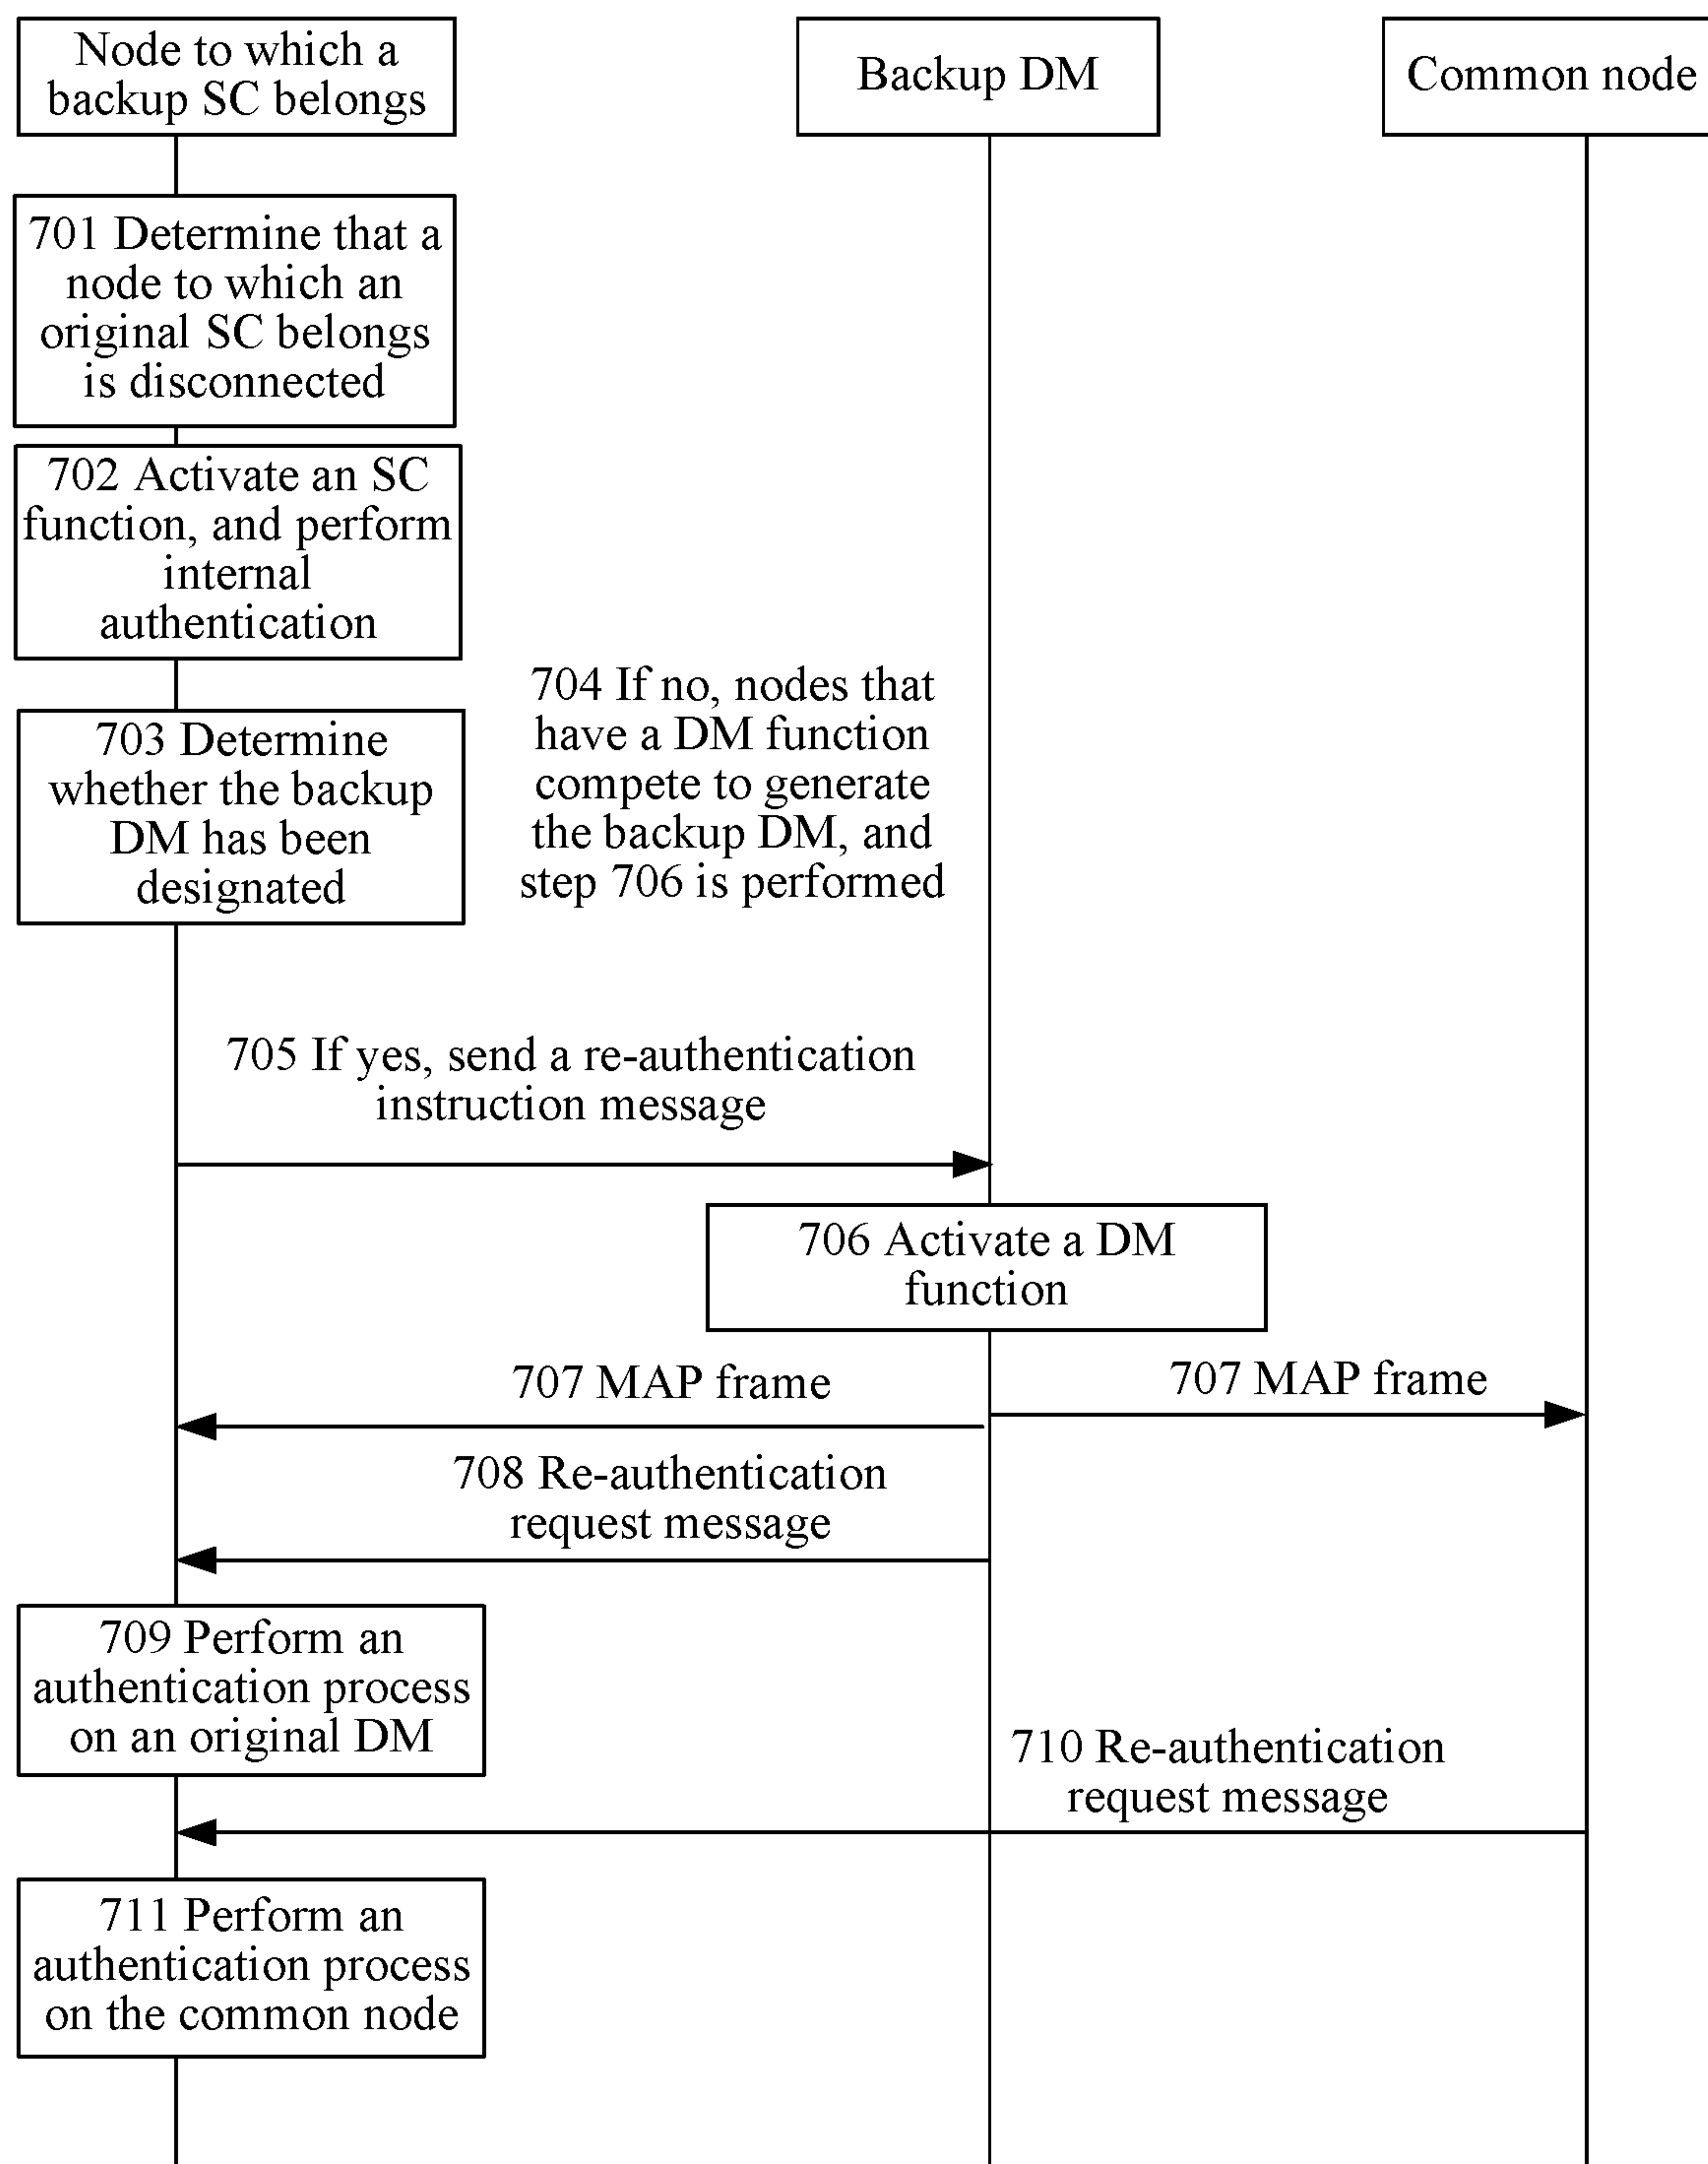 Node to which a
backup SC belongs
Backup DM
Common node
701 Determine that a
node to which an
original SC belongs
is disconnected
702 Activate an SC
function, and perform
internal
authentication
703 Determine
whether the backup
DM has been
designated
704 If no, nodes that
have a DM function
compete to generate
the backup DM, and
step 706 is performed
705 If yes, send a re-authentication
instruction message
706 Activate a DM
function
707 MAP frame
707 MAP frame
708 Re-authentication
request message
709 Perform an
authentication process
on an original DM
710 Re-authentication
request message
711 Perform an
authentication process
on the common node